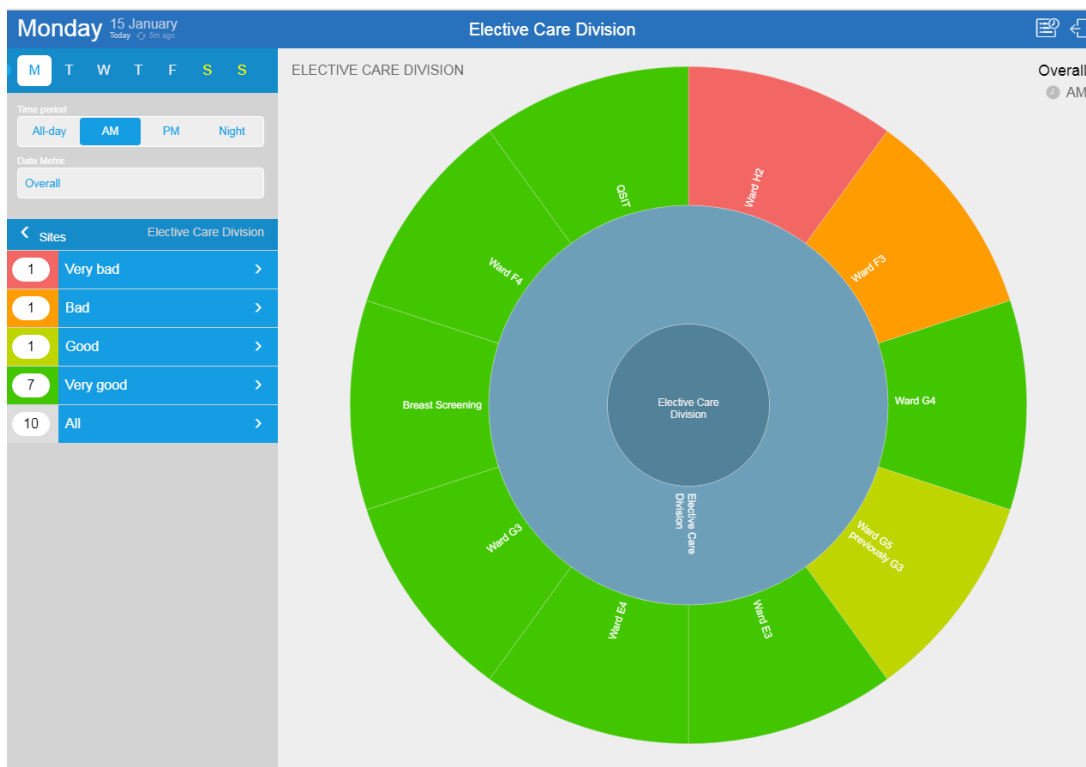 Monday 15 January
Today 5m ago
Elective Care Division
M T W T F S S
Time period
All-day AM PM Night
Data Metric
Overall
Sites Elective Care Division
1 Very bad
1 Bad
1 Good
7 Very good
10 All
ELECTIVE CARE DIVISION
Overall
AM
Ward H2
Ward F3
Ward G4
Ward G5
previously G3
Ward E3
Ward E4
Ward G3
Breast Screening
Ward F4
QSIT
Elective Care
Division
Elective Care
Division